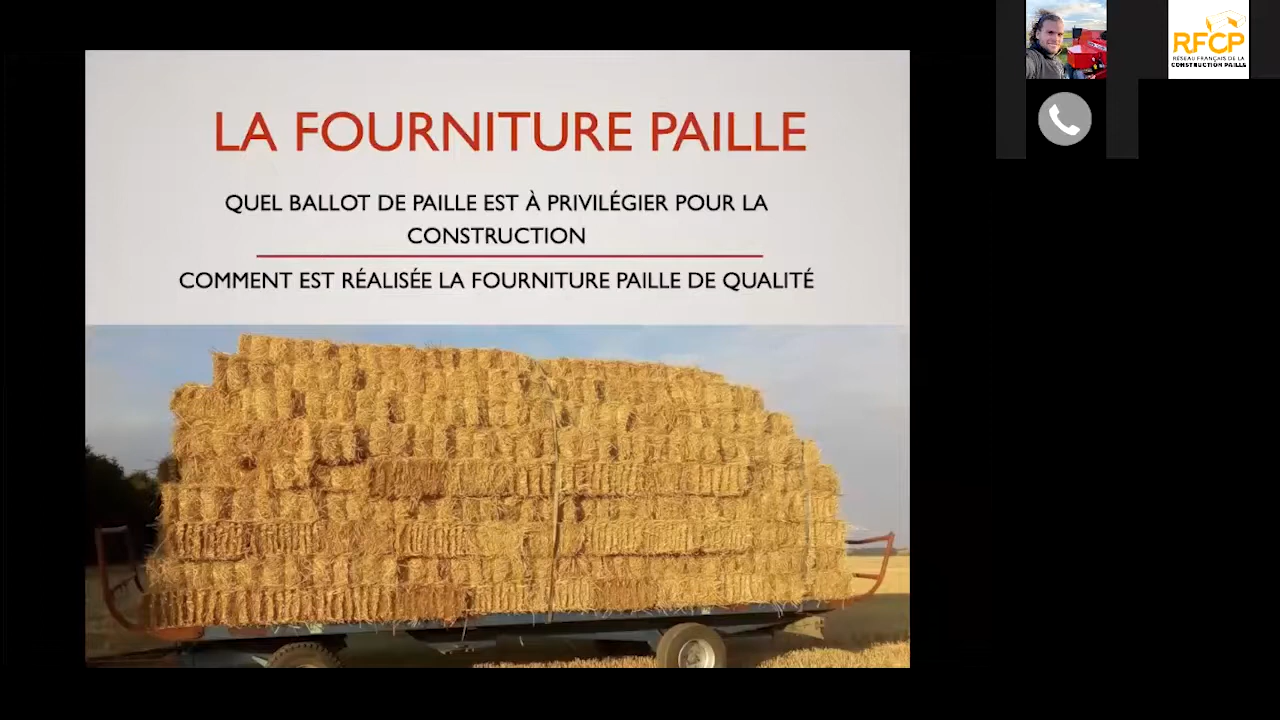 LA FOURNITURE PAILLE
QUEL BALLOT DE PAILLE EST À PRIVILÉGIER POUR LA
CONSTRUCTION
COMMENT EST RÉALISÉE LA FOURNITURE PAILLE DE QUALITÉ
RFCP
RÉSEAU FRANÇAIS DE LA
CONSTRUCTION PAILLE